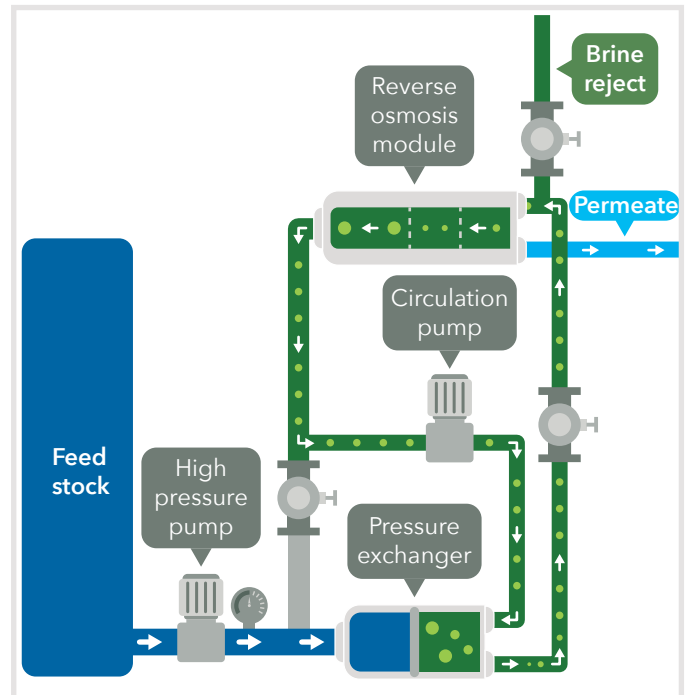 Brine
reject
Reverse
osmosis
module
Permeate
Circulation
pump
Feed
stock
High
pressure
pump
Pressure
exchanger